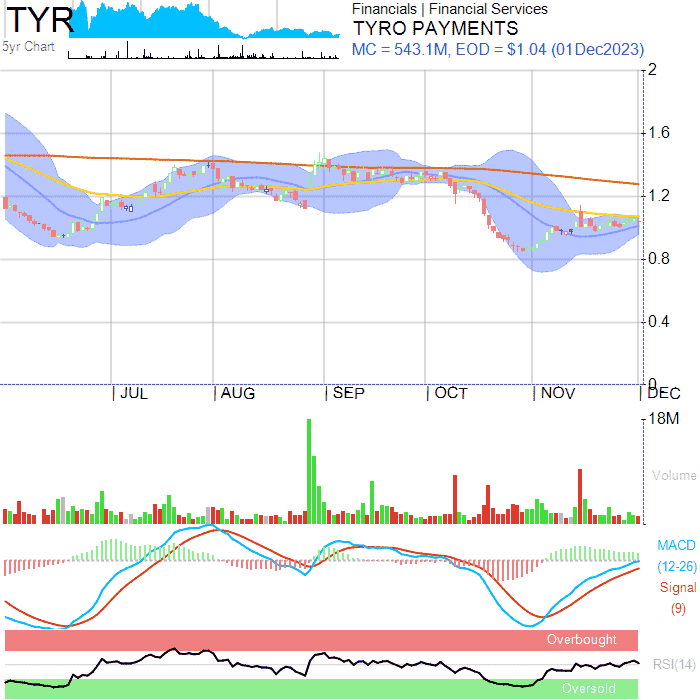 TYR
5yr Chart
Financials | Financial Services
TYRO PAYMENTS
MC = 543.1M, EOD = $1.04 (01Dec2023)
2
1.6
1.2
0.8
0.4
0
JUL AUG SEP OCT NOV DEC
18M
Volume
MACD
(12-26)
Signal
(9)
Overbought
RSI(14)
Oversold